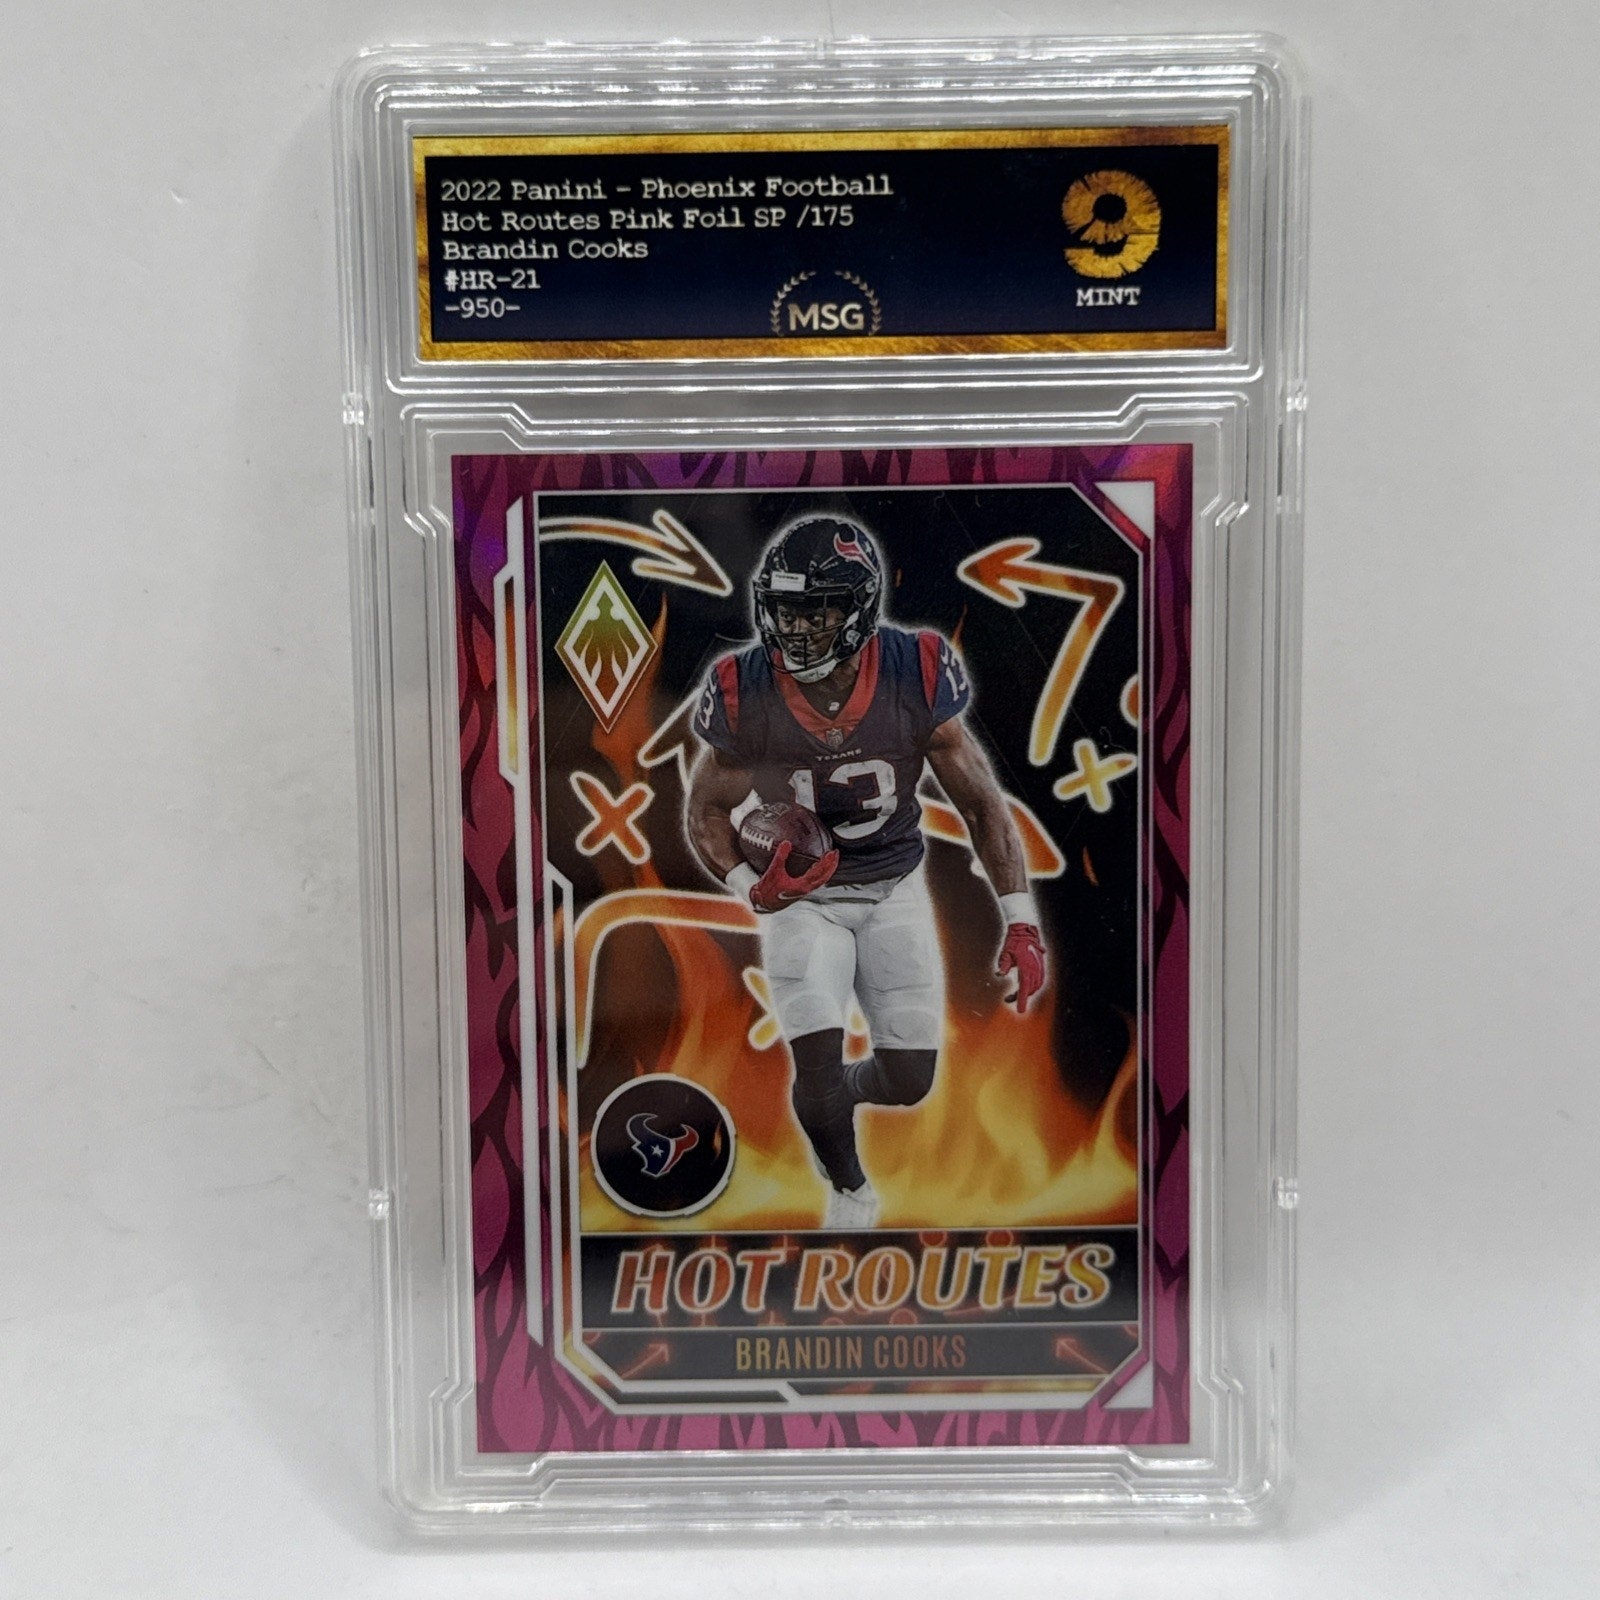 2022 Panini - Phoenix Football
Hot Routes Pink Foil SP /175
Brandin Cooks
#HR-21
-950-
MSG
9
MINT
TEXANS
13
HOT ROUTES
BRANDIN COOKS